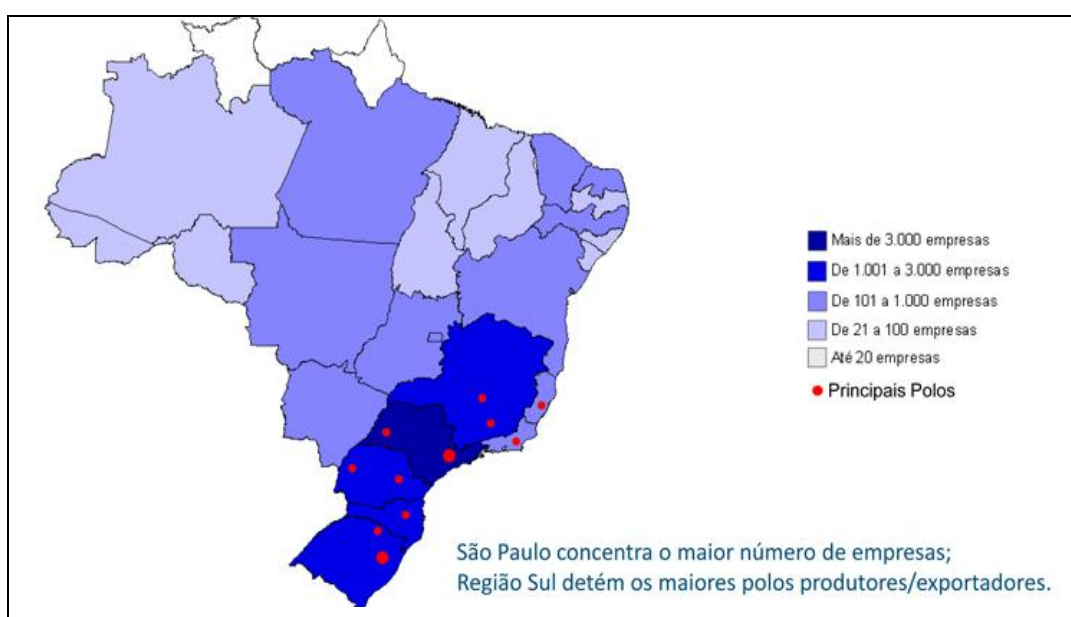 Mais de 3.000 empresas
De 1.001 a 3.000 empresas
De 101 a 1.000 empresas
De 21 a 100 empresas
Até 20 empresas
Principais Polos
São Paulo concentra o maior número de empresas;
Região Sul detém os maiores polos produtores/exportadores.